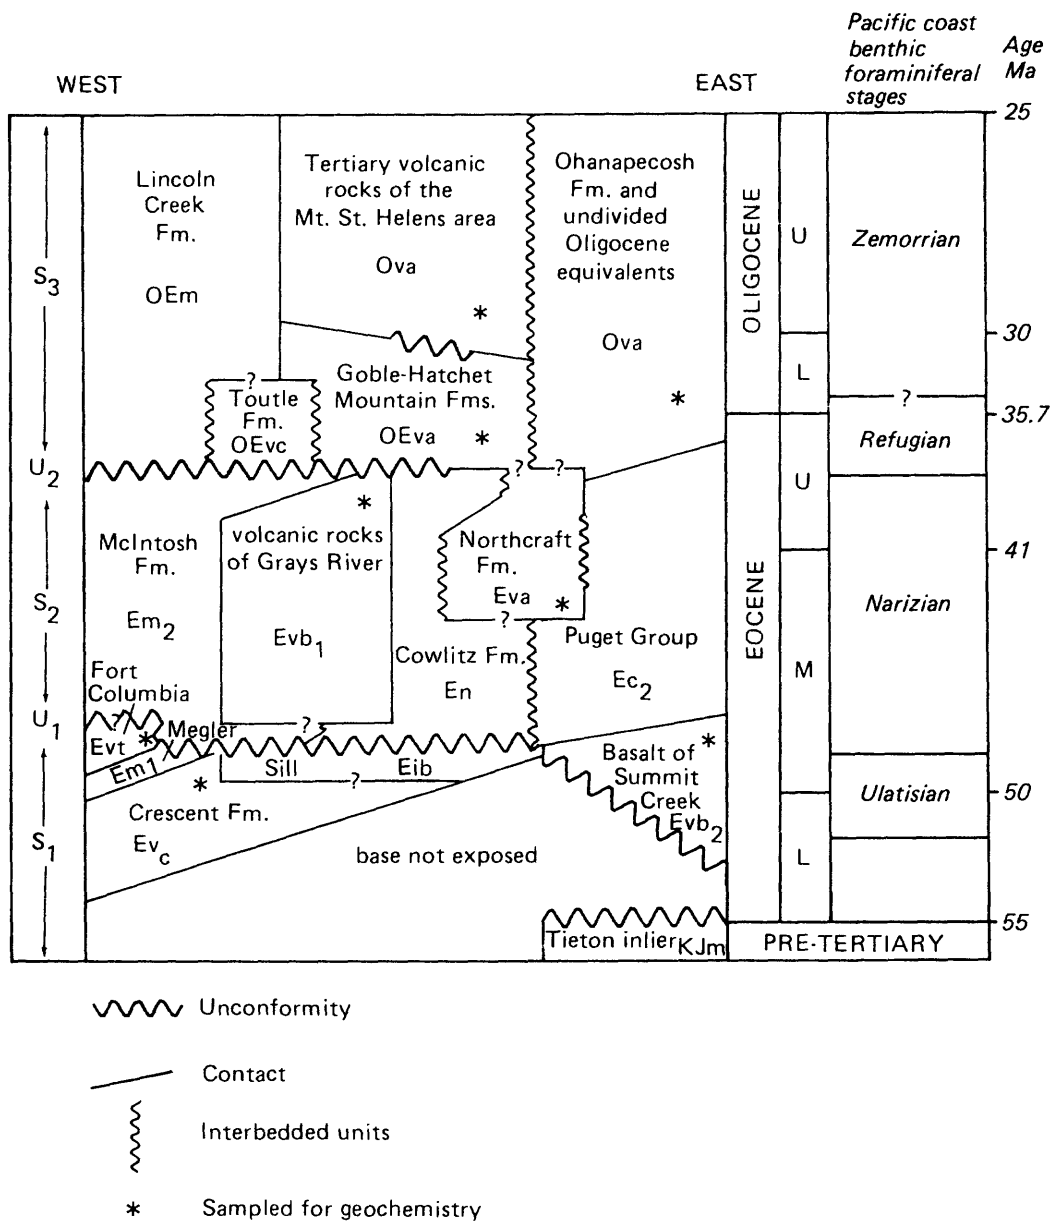 Pacific coast
benthic
foraminiferal
stages
Age
Ma
WEST
EAST
25
Lincoln
Creek
Fm.
OEm
Tertiary volcanic
rocks of the
Mt. St. Helens area
Ova
*
Ohanapecosh
Fm. and
undivided
Oligocene
equivalents
Ova
*
OLIGOCENE
U
Zemorrian
S3
30
L
?
Toutle
Fm.
OEvc
Goble-Hatchet
Mountain Fms.
OEva *
?
35.7
Refugian
U2
?
?
U
*
McIntosh
Fm.
Em2
volcanic rocks
of Grays River
Evb1
Northcraft
Fm.
Eva *
?
41
EOCENE
Narizian
S2
Cowlitz Fm.
En
Puget Group
Ec2
M
Fort
Columbia
?
Evt *
U1
Megler
Em1
?
Sill
Eib
?
*
Crescent Fm.
Evc
*
Basalt of
Summit
Creek
Evb2
Ulatisian
50
S1
base not exposed
L
55
Tieton inlier KJm
PRE-TERTIARY
Unconformity
Contact
Interbedded units
* Sampled for geochemistry